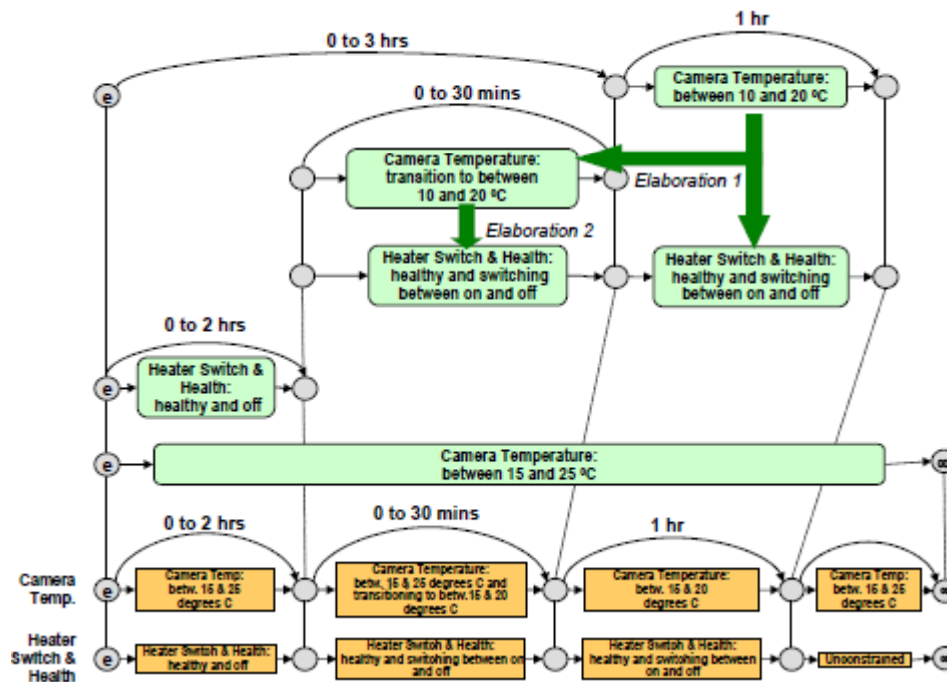 1 hr
0 to 3 hrs
e
Camera Temperature:
between 10 and 20 ºC
0 to 30 mins
Camera Temperature:
transition to between
10 and 20 ºC
Elaboration 1
Elaboration 2
Heater Switch & Health:
healthy and switching
between on and off
Heater Switch & Health:
healthy and switching
between on and off
0 to 2 hrs
e
Heater Switch &
Health:
healthy and off
e
Camera Temperature:
between 15 and 25 ºC
∞
0 to 2 hrs
0 to 30 mins
1 hr
Camera
Temp.
e
Camera Temp:
betw. 15 & 25
degrees C
Camera Temperature:
betw. 15 & 25 degrees C and
transitioning to betw.15 & 20
degrees C
Camera Temperature:
betw. 15 & 20
degrees C
Camera Temp:
betw. 15 & 25
degrees C
∞
Heater
Switch &
Health
e
Heater Switch & Health:
healthy and off
Heater Switch & Health:
healthy and switching between on
and off
Heater Switch & Health:
healthy and switching between
on and off
Unconstrained
∞